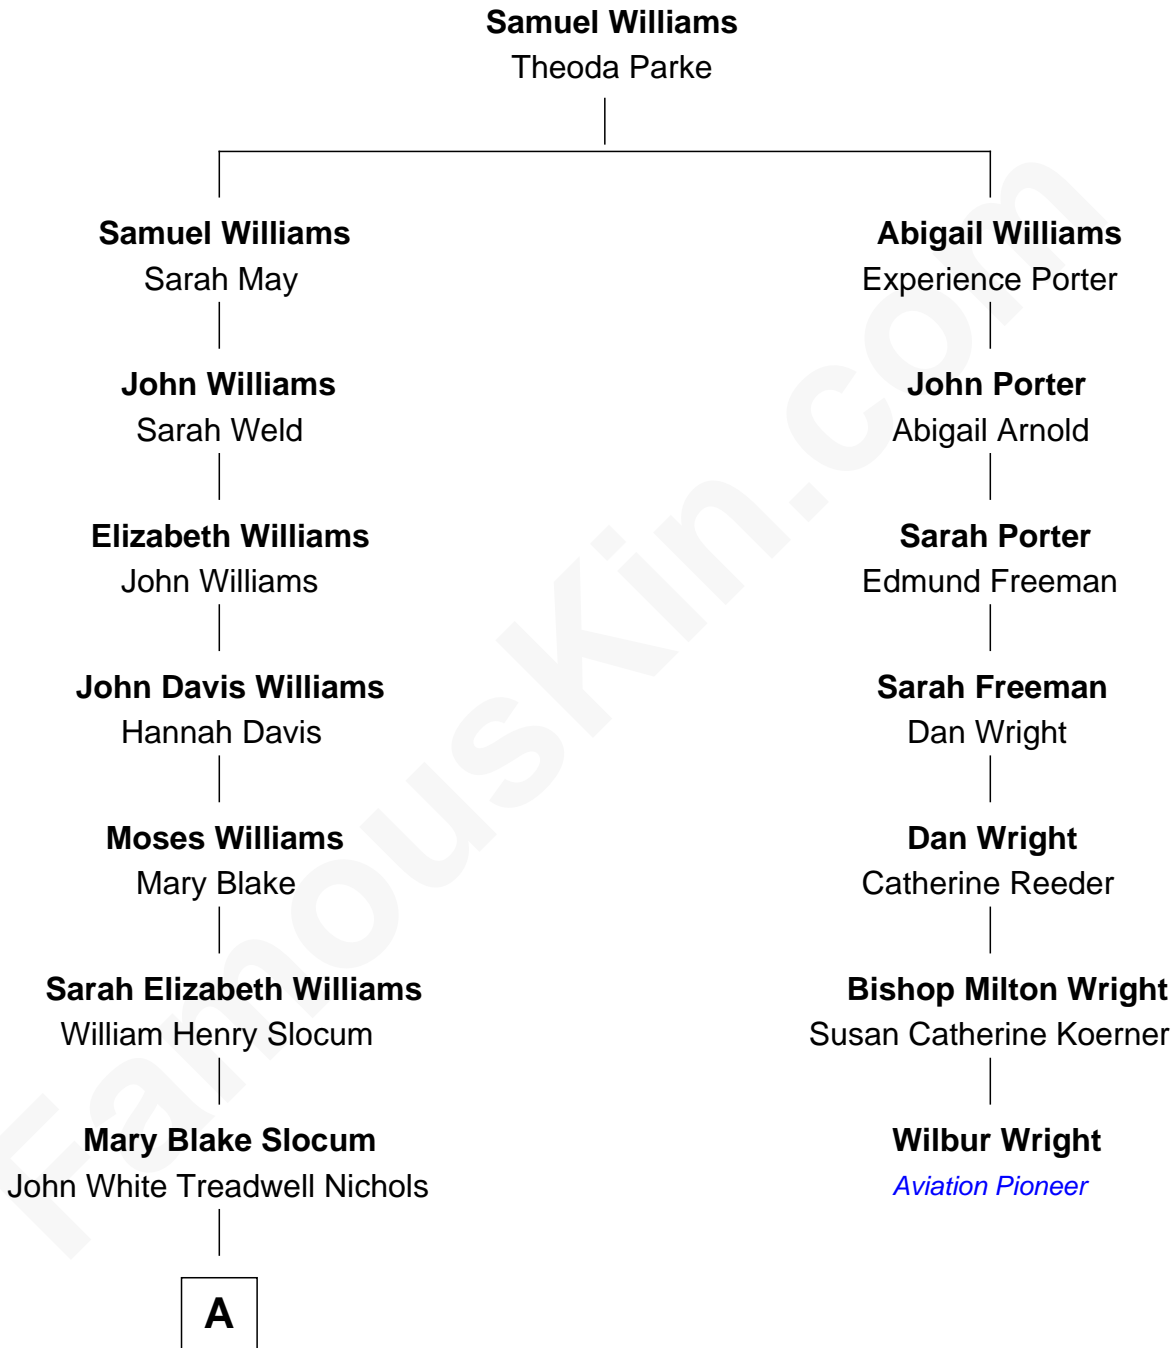 Samuel Williams
Theoda Parke
Samuel Williams
Sarah May
Abigail Williams
Experience Porter
John Williams
Sarah Weld
John Porter
Abigail Arnold
Elizabeth Williams
John Williams
Sarah Porter
Edmund Freeman
John Davis Williams
Hannah Davis
Sarah Freeman
Dan Wright
Moses Williams
Mary Blake
Dan Wright
Catherine Reeder
Sarah Elizabeth Williams
William Henry Slocum
Bishop Milton Wright
Susan Catherine Koerner
Mary Blake Slocum
John White Treadwell Nichols
Wilbur Wright
Aviation Pioneer
A
FamousKin.com